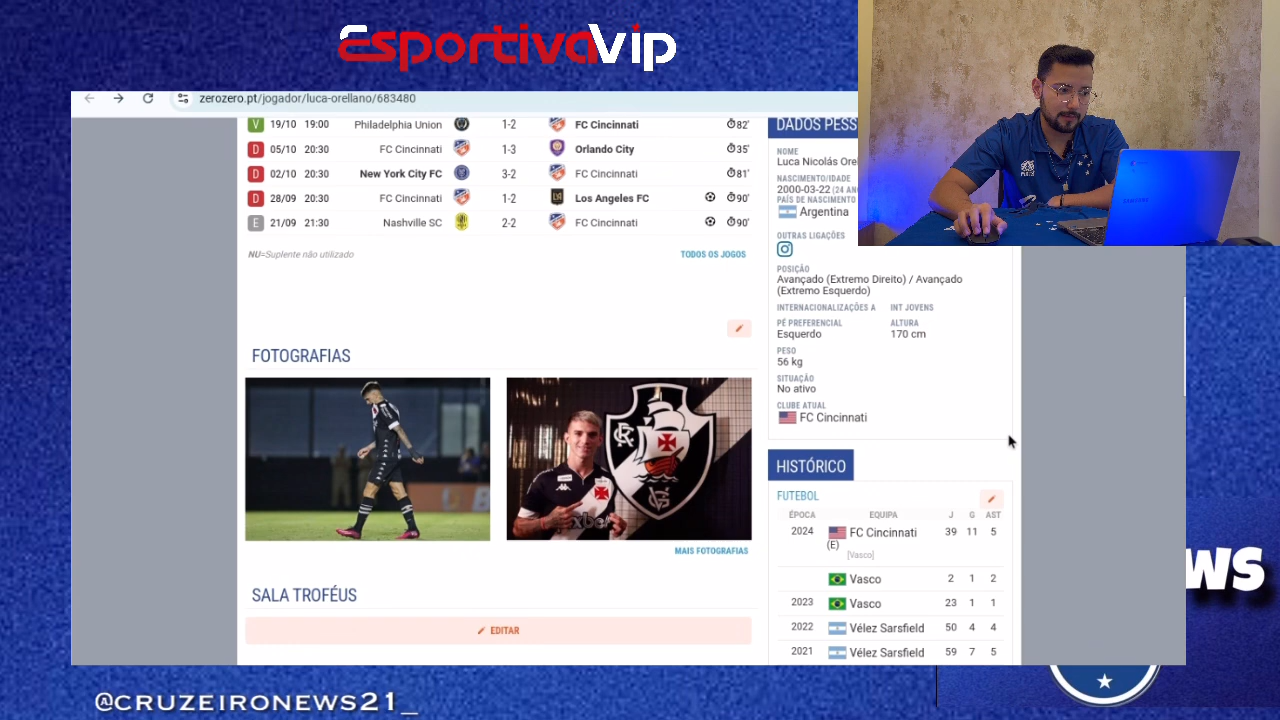 EsportivaVip
zerozero.pt/jogador/luca-orellano/683480
V 19/10 19:00 Philadelphia Union 1-2 FC Cincinnati 82'
D 05/10 20:30 FC Cincinnati 1-3 Orlando City 35'
D 02/10 20:30 New York City FC 3-2 FC Cincinnati 81'
D 28/09 20:30 FC Cincinnati 1-2 Los Angeles FC 90'
E 21/09 21:30 Nashville SC 2-2 FC Cincinnati 90'
NU=Suplente não utilizado
TODOS OS JOGOS
FOTOGRAFIAS
MAIS FOTOGRAFIAS
SALA TROFÉUS
EDITAR
DADOS PESS
NOME
Luca Nicolás Ore
NASCIMENTO/IDADE
2000-03-22 (24 AN
PAÍS DE NASCIMENTO
Argentina
OUTRAS LIGAÇÕES
POSIÇÃO
Avançado (Extremo Direito) / Avançado
(Extremo Esquerdo)
INTERNACIONALIZAÇÕES A INT JOVENS
PÉ PREFERENCIAL ALTURA
Esquerdo 170 cm
PESO
56 kg
SITUAÇÃO
No ativo
CLUBE ATUAL
FC Cincinnati
HISTÓRICO
FUTEBOL
ÉPOCA EQUIPA J G AST
2024 FC Cincinnati 39 11 5
(E) [Vasco]
Vasco 2 1 2
2023 Vasco 23 1 1
2022 Vélez Sarsfield 50 4 4
2021 Vélez Sarsfield 59 7 5
WS
@CRUZEIRONEWS21_